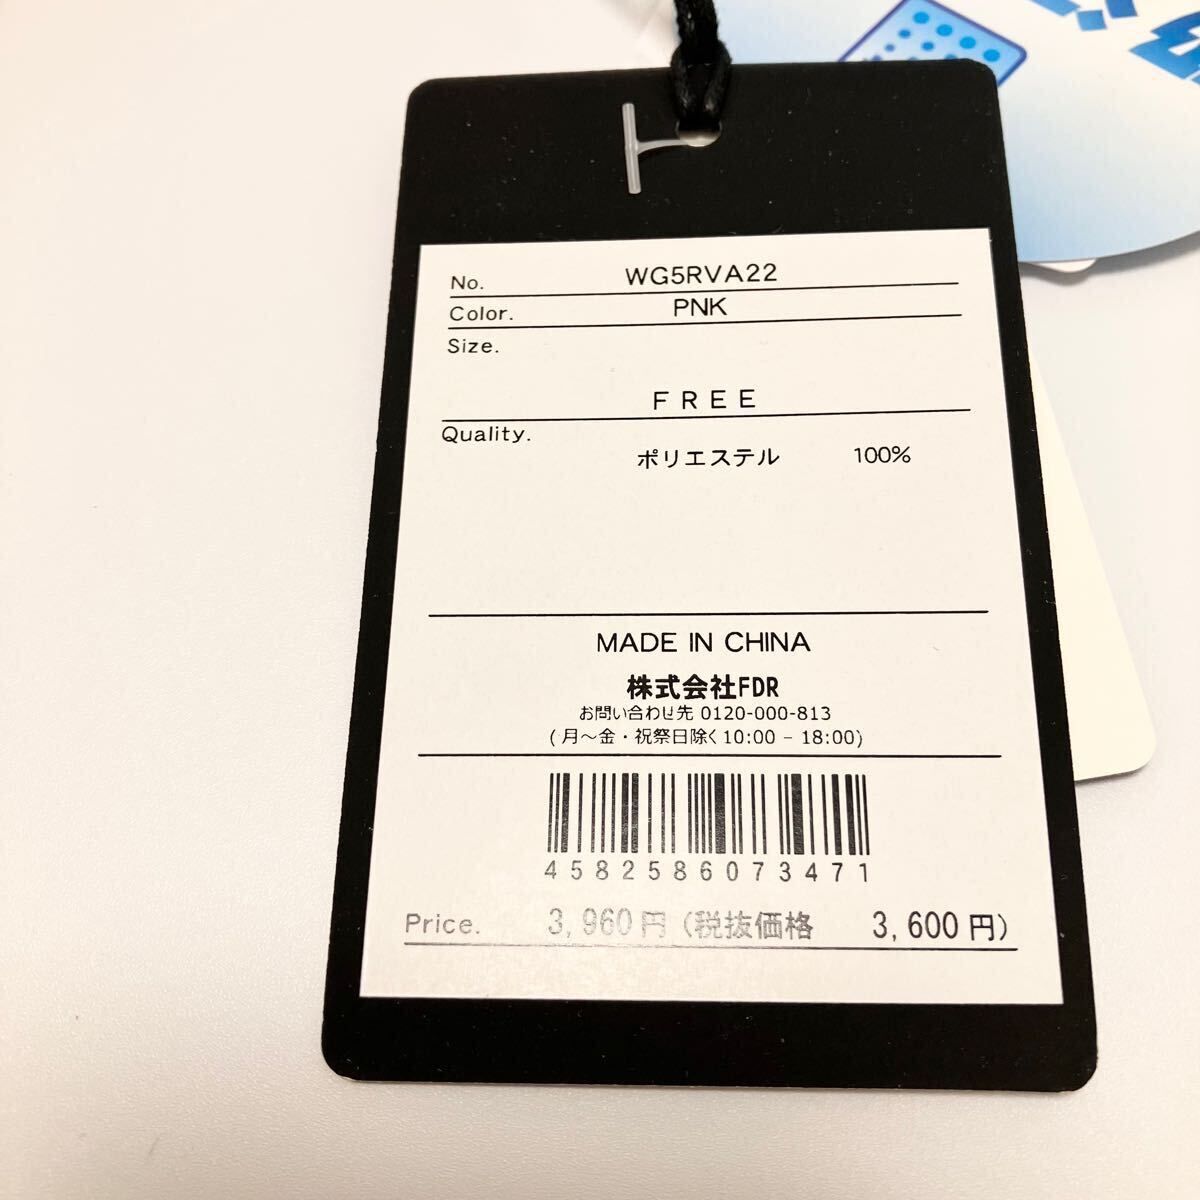 No. WG5RVA22
Color. PNK
Size.
FREE
Quality.
ポリエステル 100%
MADE IN CHINA
株式会社FDR
お問い合わせ先 0120-000-813
(月～金・祝祭日除く10:00 – 18:00)
4582586073471
Price. 3,960円(税抜価格 3,600円)